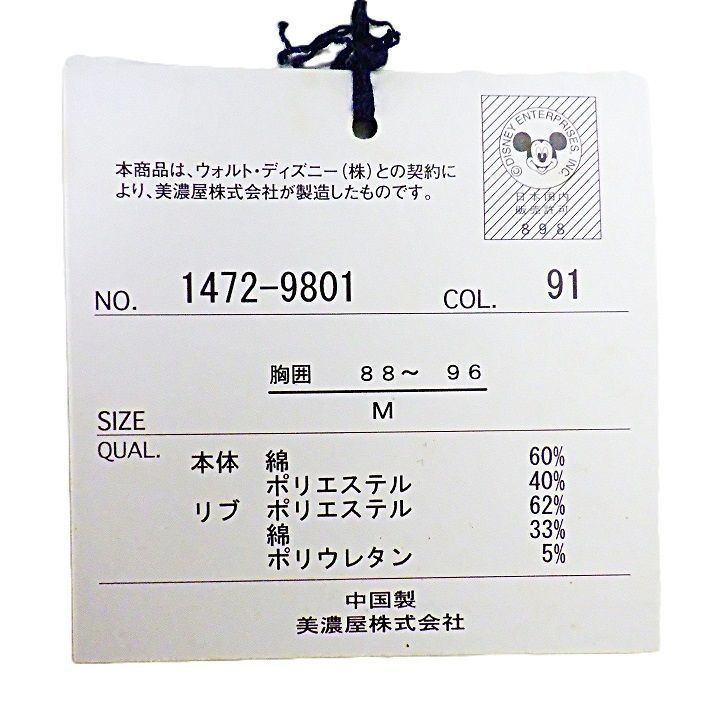 本商品は、ウォルト・ディズニー(株)との契約に
より、美濃屋株式会社が製造したものです。
©DISNEY ENTERPRISES, INC.
日本国内
販売許可
898
NO. 1472-9801 COL. 91
胸囲 88～ 96
SIZE M
QUAL. 本体 綿 60%
ポリエステル 40%
リブ ポリエステル 62%
綿 33%
ポリウレタン 5%
中国製
美濃屋株式会社